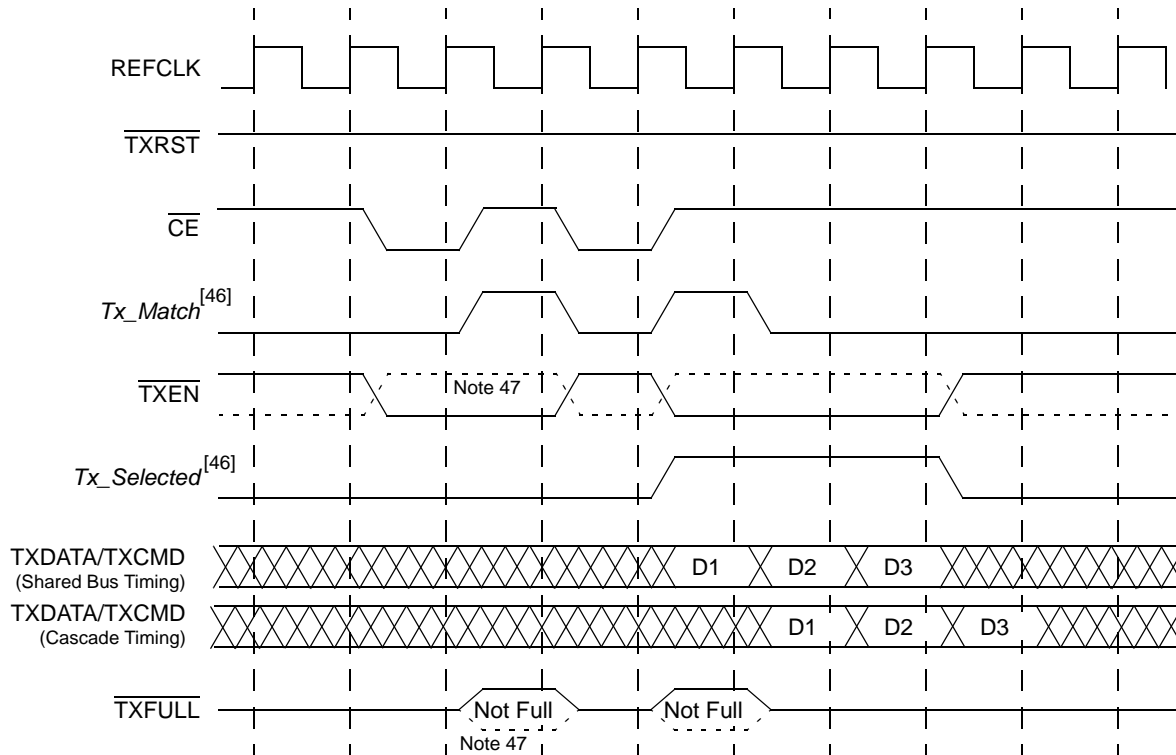 REFCLK
TXRST
CE
Tx_Match[46]
TXEN
Note 47
Tx_Selected[46]
TXDATA/TXCMD
(Shared Bus Timing)
D1 D2 D3
TXDATA/TXCMD
(Cascade Timing)
D1 D2 D3
TXFULL
Not Full Not Full
Note 47